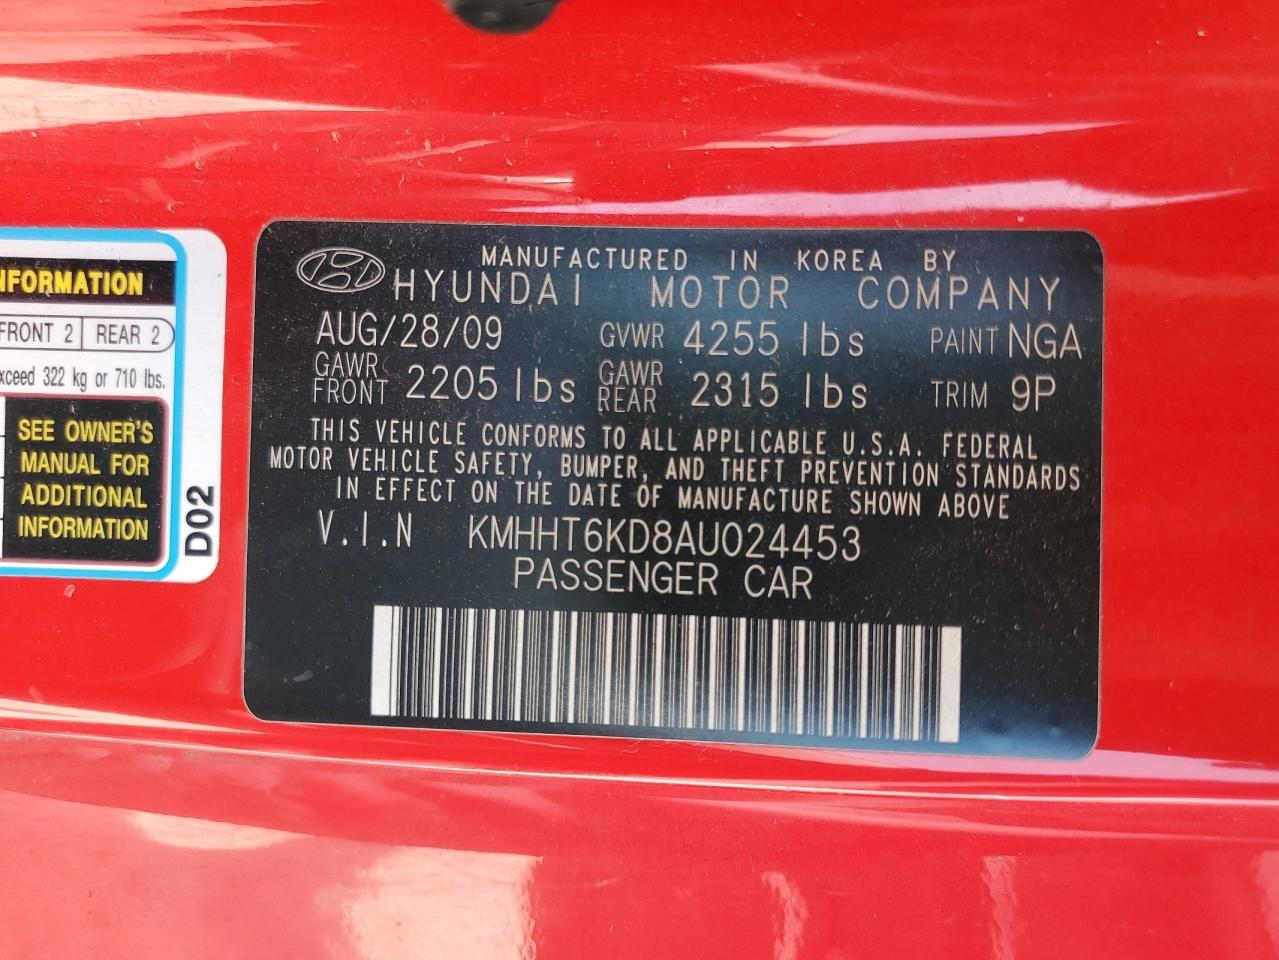 NFORMATION
FRONT 2 REAR 2
xceed 322 kg or 710 lbs.
SEE OWNER'S
MANUAL FOR
ADDITIONAL
INFORMATION
D02
MANUFACTURED IN KOREA BY
HYUNDAI MOTOR COMPANY
AUG/28/09 GVWR 4255 lbs PAINT NGA
GAWR FRONT 2205 lbs GAWR REAR 2315 lbs TRIM 9P
THIS VEHICLE CONFORMS TO ALL APPLICABLE U.S.A. FEDERAL
MOTOR VEHICLE SAFETY, BUMPER, AND THEFT PREVENTION STANDARDS
IN EFFECT ON THE DATE OF MANUFACTURE SHOWN ABOVE
V.I.N KMHHT6KD8AU024453
PASSENGER CAR